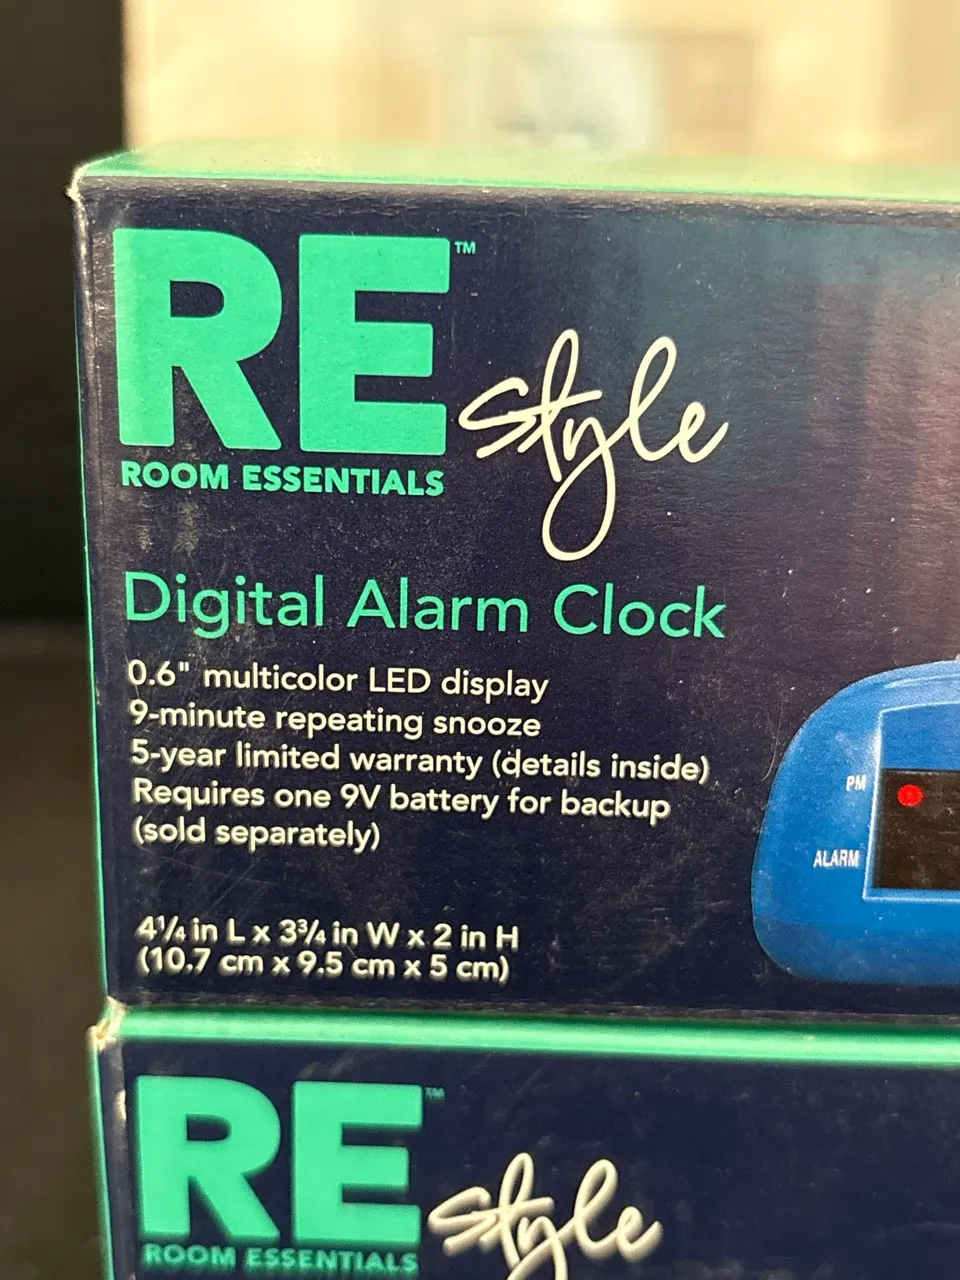 RE™
style
ROOM ESSENTIALS
Digital Alarm Clock
0.6" multicolor LED display
9-minute repeating snooze
5-year limited warranty (details inside)
Requires one 9V battery for backup
(sold separately)
4¼ in L x 3¾ in W x 2 in H
(10.7 cm x 9.5 cm x 5 cm)
PM
ALARM
RE™
style
ROOM ESSENTIALS